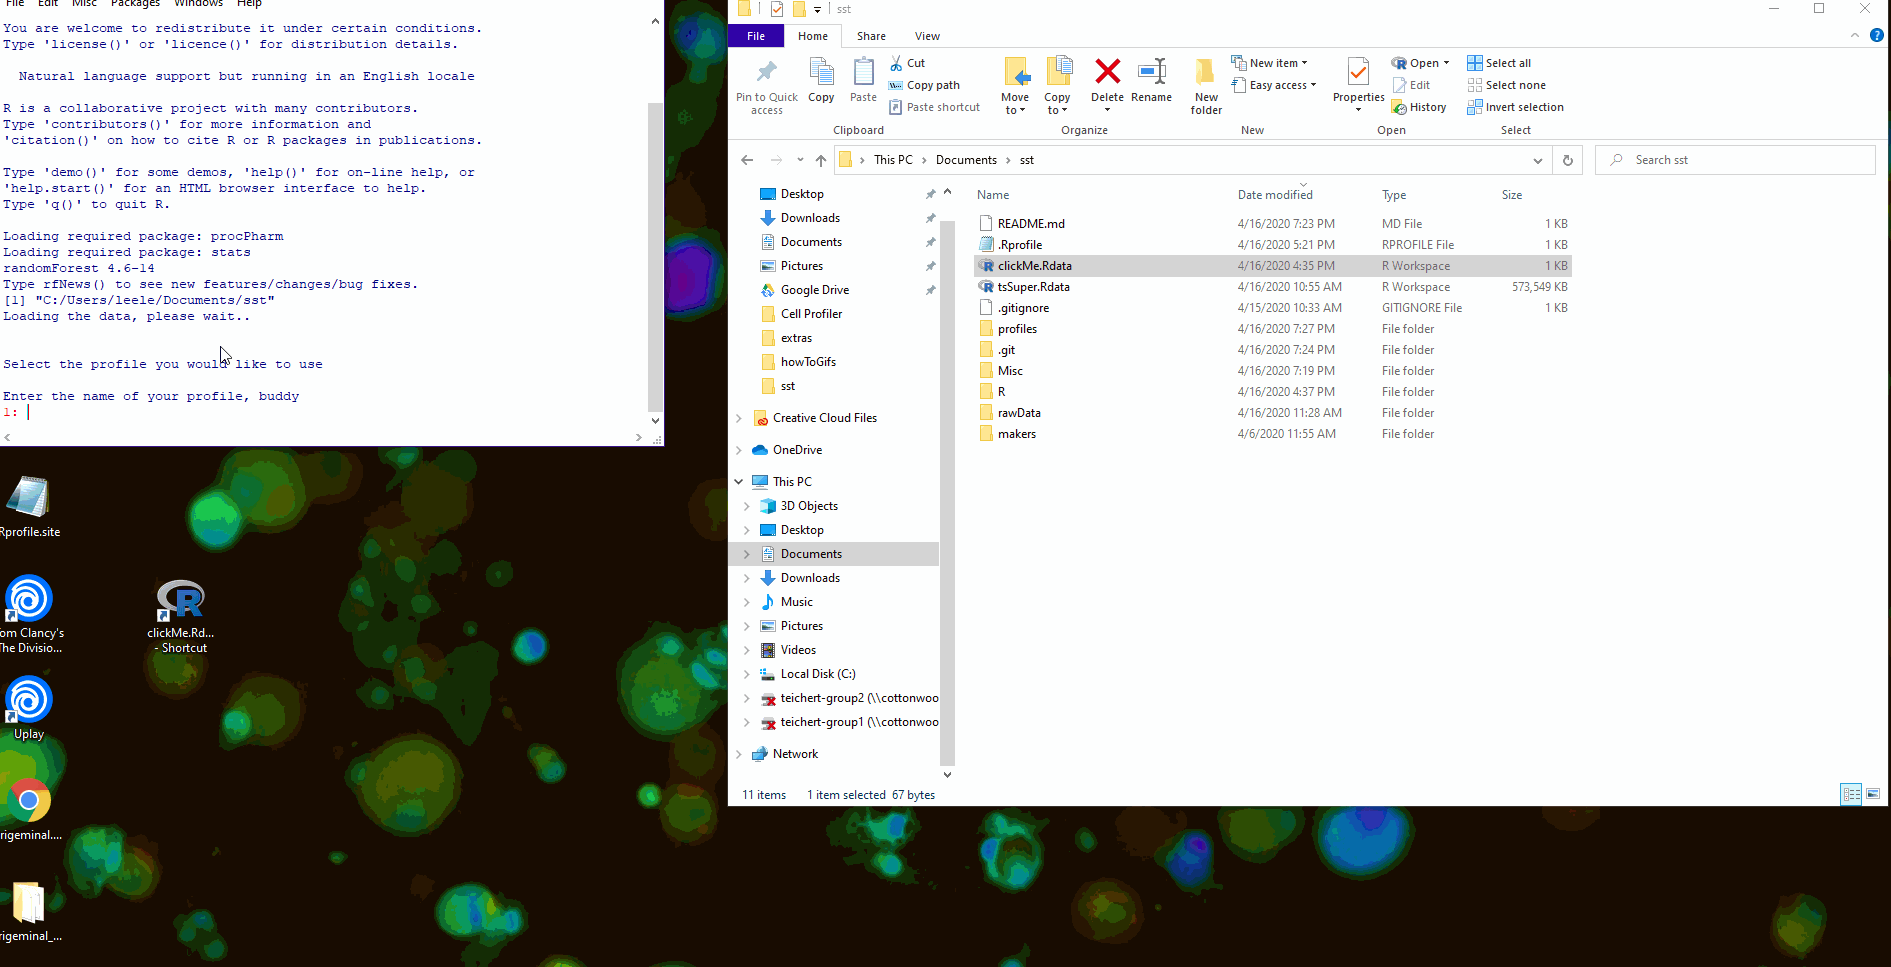 File Edit Misc Packages Windows Help
You are welcome to redistribute it under certain conditions.
Type 'license()' or 'licence()' for distribution details.
Natural language support but running in an English locale
R is a collaborative project with many contributors.
Type 'contributors()' for more information and
'citation()' on how to cite R or R packages in publications.
Type 'demo()' for some demos, 'help()' for on-line help, or
'help.start()' for an HTML browser interface to help.
Type 'q()' to quit R.
Loading required package: procPharm
Loading required package: stats
randomForest 4.6-14
Type rfNews() to see new features/changes/bug fixes.
[1] "C:/Users/leele/Documents/sst"
Loading the data, please wait..
Select the profile you would like to use
Enter the name of your profile, buddy
1:
Rprofile.site
om Clancy's
The Divisio...
clickMe.Rd...
- Shortcut
Uplay
rigeminal....
rigeminal_...
sst
File Home Share View
Pin to Quick
access
Copy
Paste
Cut
Copy path
Paste shortcut
Clipboard
Move
to
Copy
to
Delete
Rename
Organize
New
folder
New item
Easy access
New
Properties
Open
Edit
History
Open
Select all
Select none
Invert selection
Select
This PC > Documents > sst
Search sst
Desktop
Downloads
Documents
Pictures
Google Drive
Cell Profiler
extras
howToGifs
sst
Creative Cloud Files
OneDrive
This PC
3D Objects
Desktop
Documents
Downloads
Music
Pictures
Videos
Local Disk (C:)
teichert-group2 (\\cottonwoo
teichert-group1 (\\cottonwoo
Network
Name Date modified Type Size
README.md 4/16/2020 7:23 PM MD File 1 KB
.Rprofile 4/16/2020 5:21 PM RPROFILE File 1 KB
clickMe.Rdata 4/16/2020 4:35 PM R Workspace 1 KB
tsSuper.Rdata 4/16/2020 10:55 AM R Workspace 573,549 KB
.gitignore 4/15/2020 10:33 AM GITIGNORE File 1 KB
profiles 4/16/2020 7:27 PM File folder
.git 4/16/2020 7:24 PM File folder
Misc 4/16/2020 7:19 PM File folder
R 4/16/2020 4:37 PM File folder
rawData 4/16/2020 11:28 AM File folder
makers 4/6/2020 11:55 AM File folder
11 items 1 item selected 67 bytes